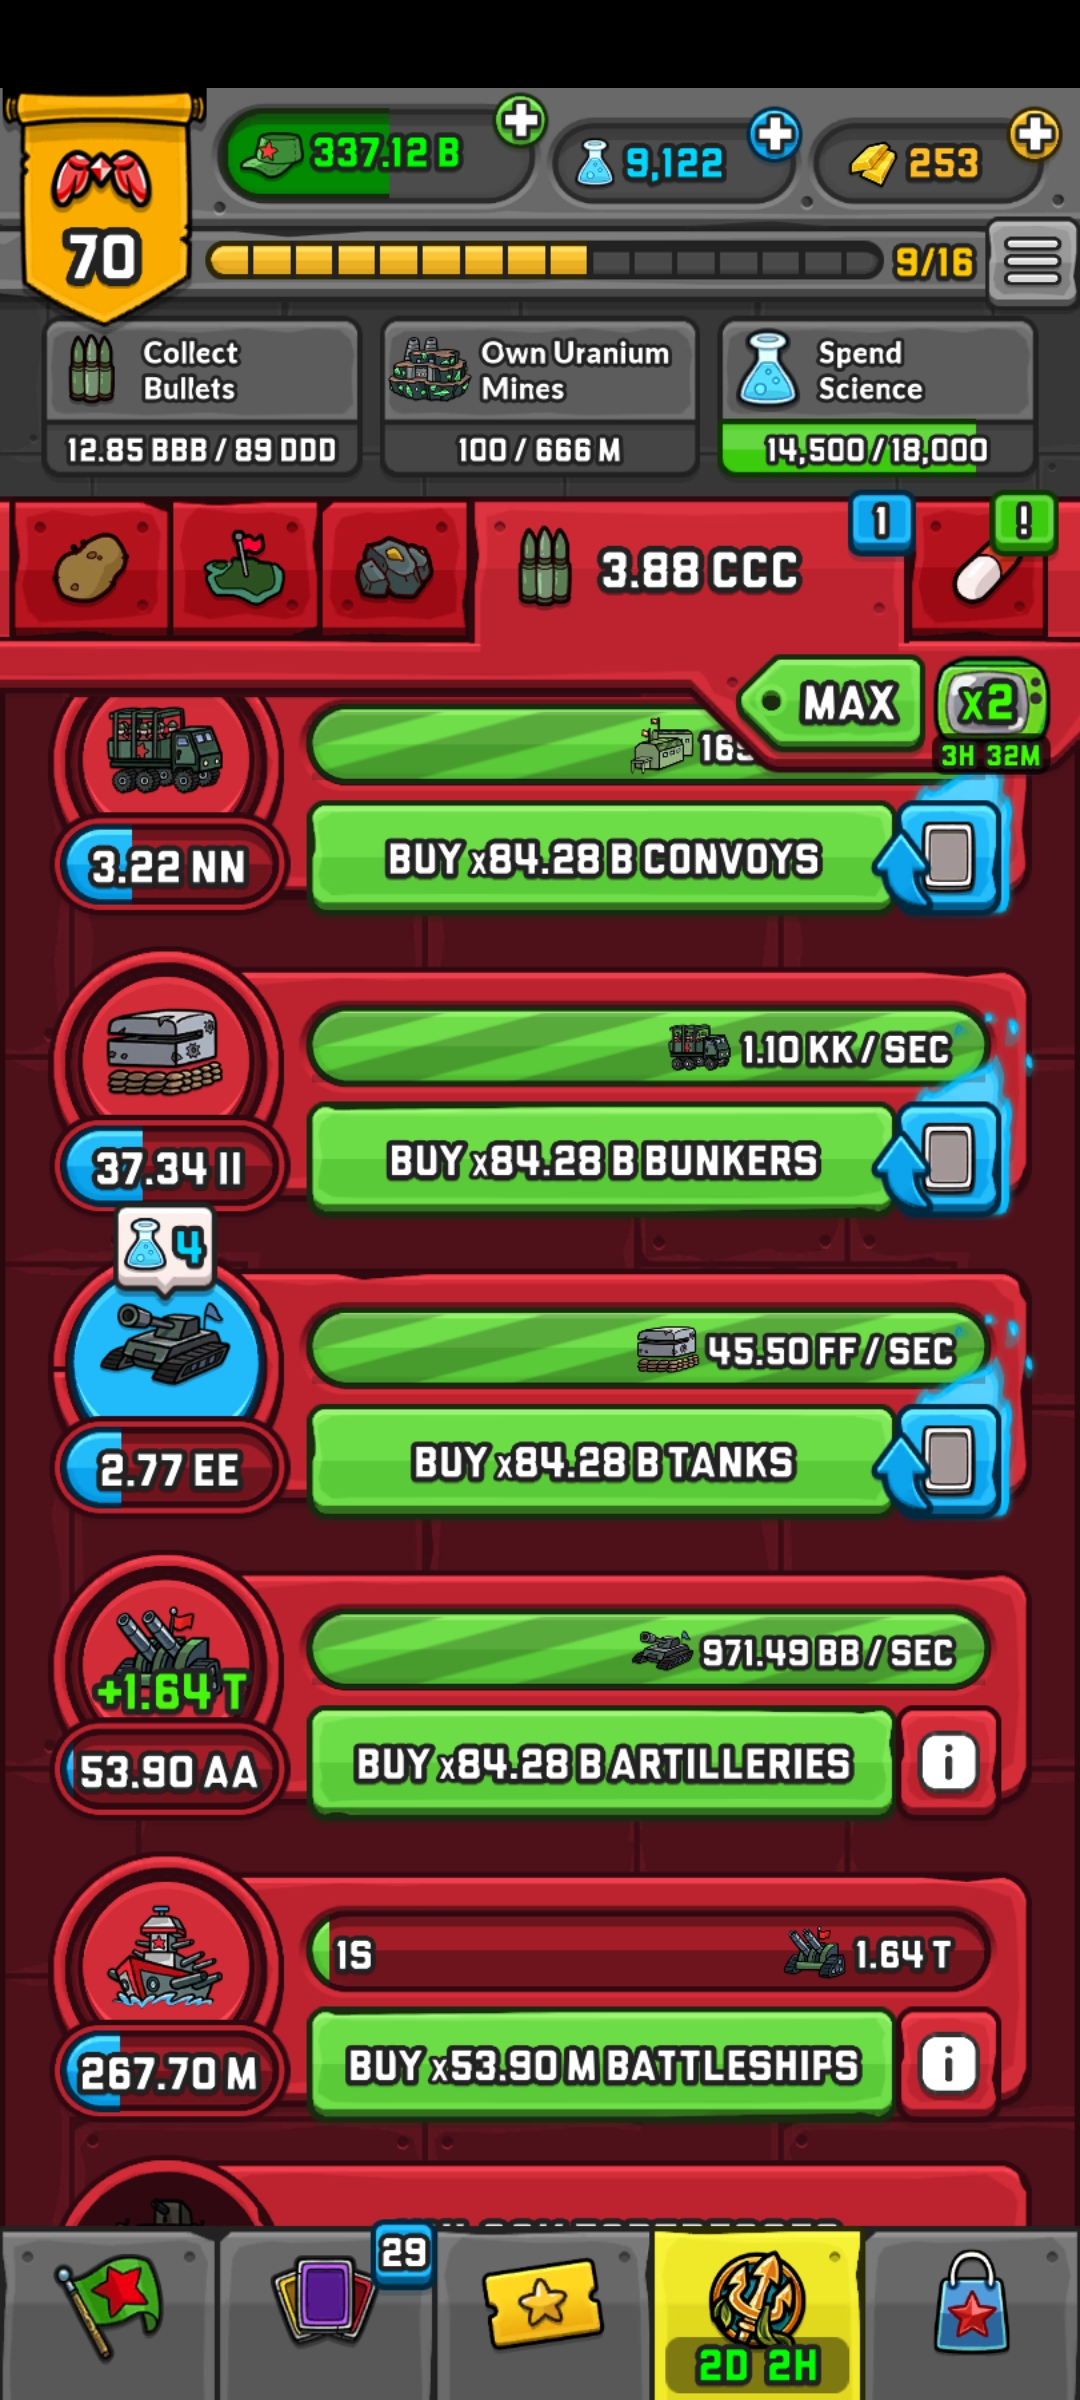 337.12 B
9,122
253
70
9/16
Collect
Bullets
12.85 BBB / 89 DDD
Own Uranium
Mines
100 / 666 M
Spend
Science
14,500/18,000
3.88 CCC
1
!
MAX
x2
3H 32M
3.22 NN
BUY x84.28 B CONVOYS
1.10 KK / SEC
37.34 II
BUY x84.28 B BUNKERS
4
45.50 FF / SEC
2.77 EE
BUY x84.28 B TANKS
+1.64 T
971.49 BB / SEC
53.90 AA
BUY x84.28 B ARTILLERIES
i
1S
1.64 T
267.70 M
BUY x53.90 M BATTLESHIPS
i
29
2D 2H